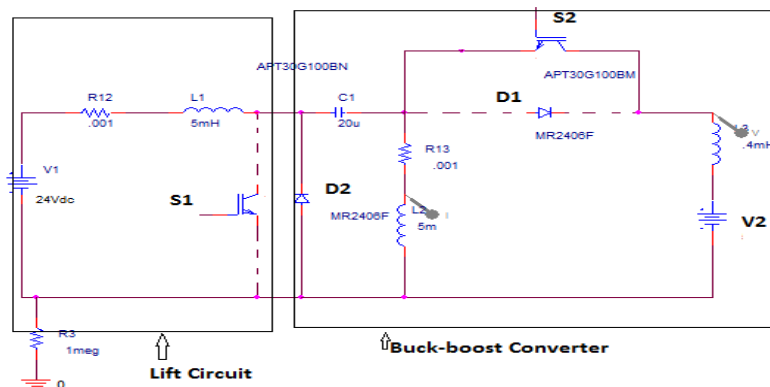 S2
APT30G100BN
APT30G100BM
R12
.001
L1
5mH
C1
20u
D1
MR2406F
R13
.001
.4mH
V1
24Vdc
S1
D2
MR2406F
5m
V2
R3
1meg
0
Lift Circuit
Buck-boost Converter